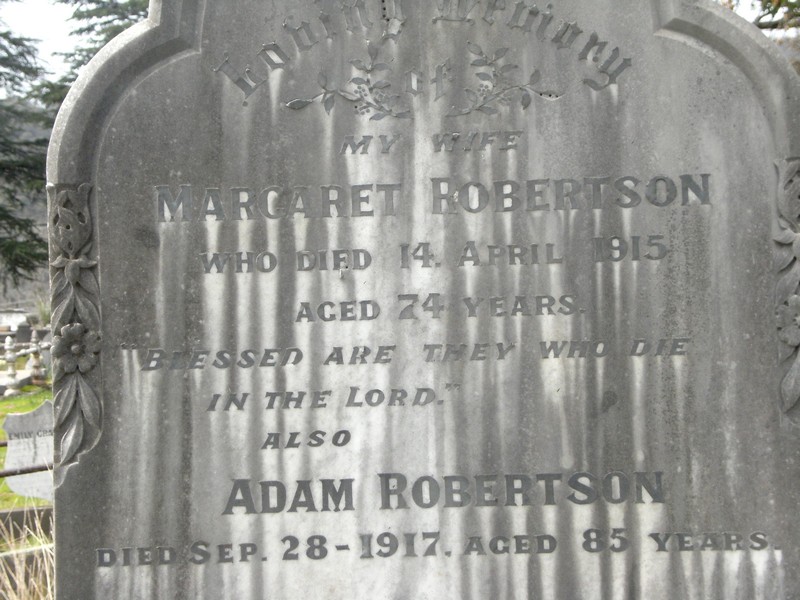 Loving Memory
of
MY WIFE
MARGARET ROBERTSON
WHO DIED 14. APRIL 1915
AGED 74 YEARS.
"BLESSED ARE THEY WHO DIE
IN THE LORD."
ALSO
ADAM ROBERTSON
DIED SEP. 28-1917. AGED 85 YEARS.